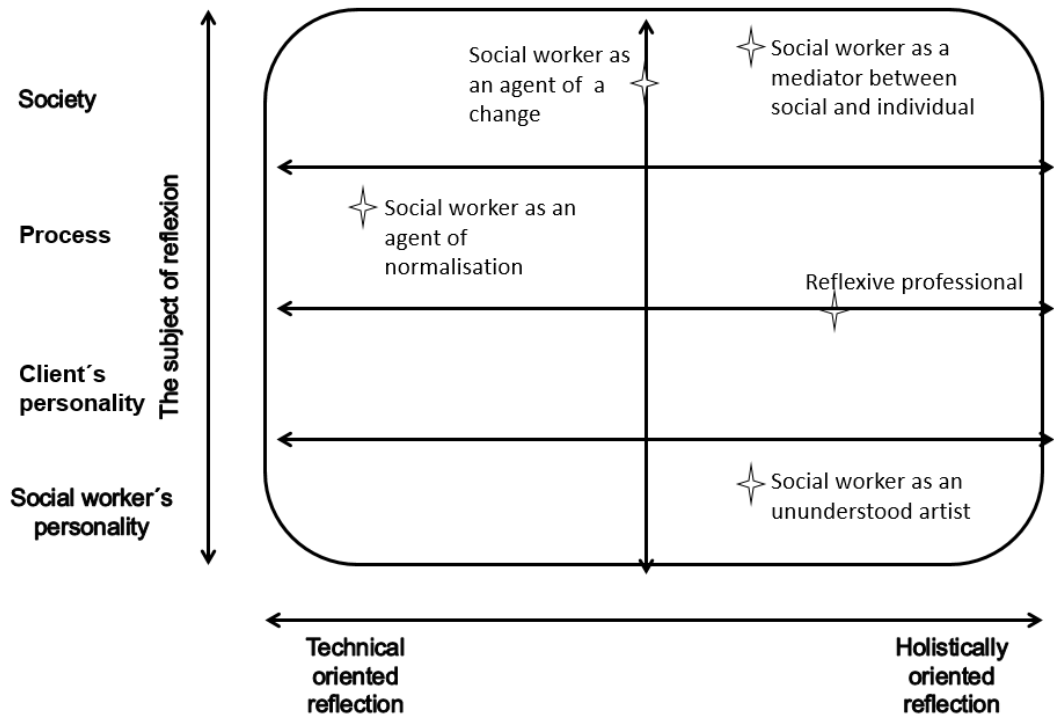 Society
Process
Client´s
personality
Social worker´s
personality
The subject of reflexion
Social worker as
an agent of a
change
Social worker as a
mediator between
social and individual
Social worker as an
agent of
normalisation
Reflexive professional
Social worker as an
ununderstood artist
Technical
oriented
reflection
Holistically
oriented
reflection